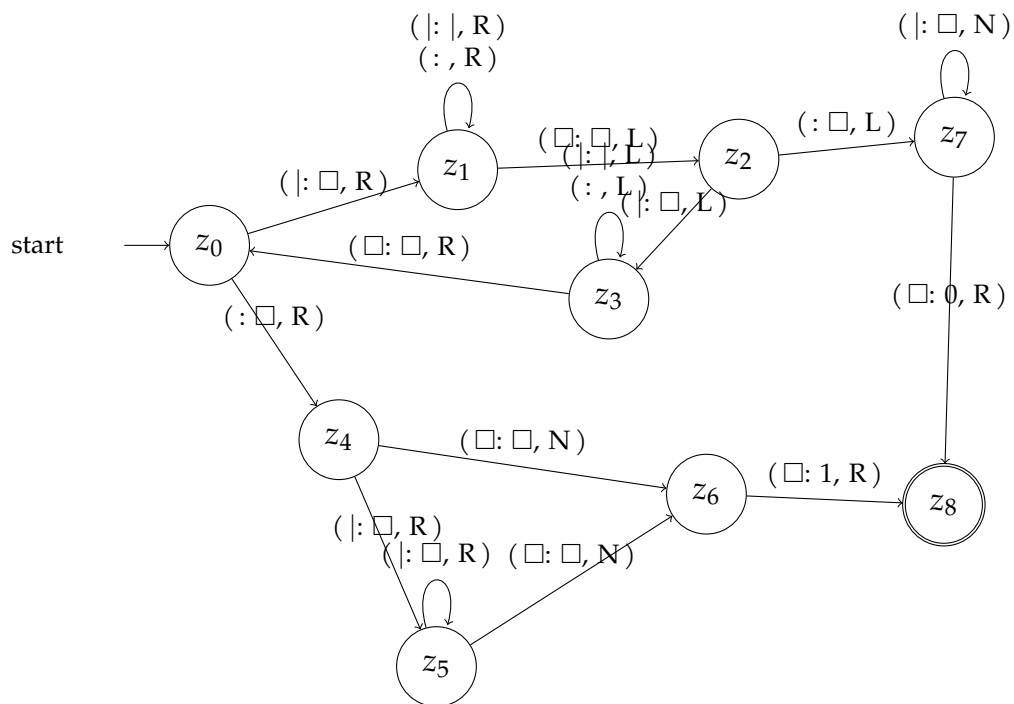 ( |: |, R )
( : , R )
( |: □, N )
( □: □, L )
( |: |, L )
( : , L )
( : □, L )
z1
z2
z7
( |: □, R )
( |: □, L )
start
z0
( □: □, R )
z3
( □: 0, R )
( : □, R )
z4
( □: □, N )
z6
( □: 1, R )
z8
( |: □, R )
( |: □, R )
( □: □, N )
z5